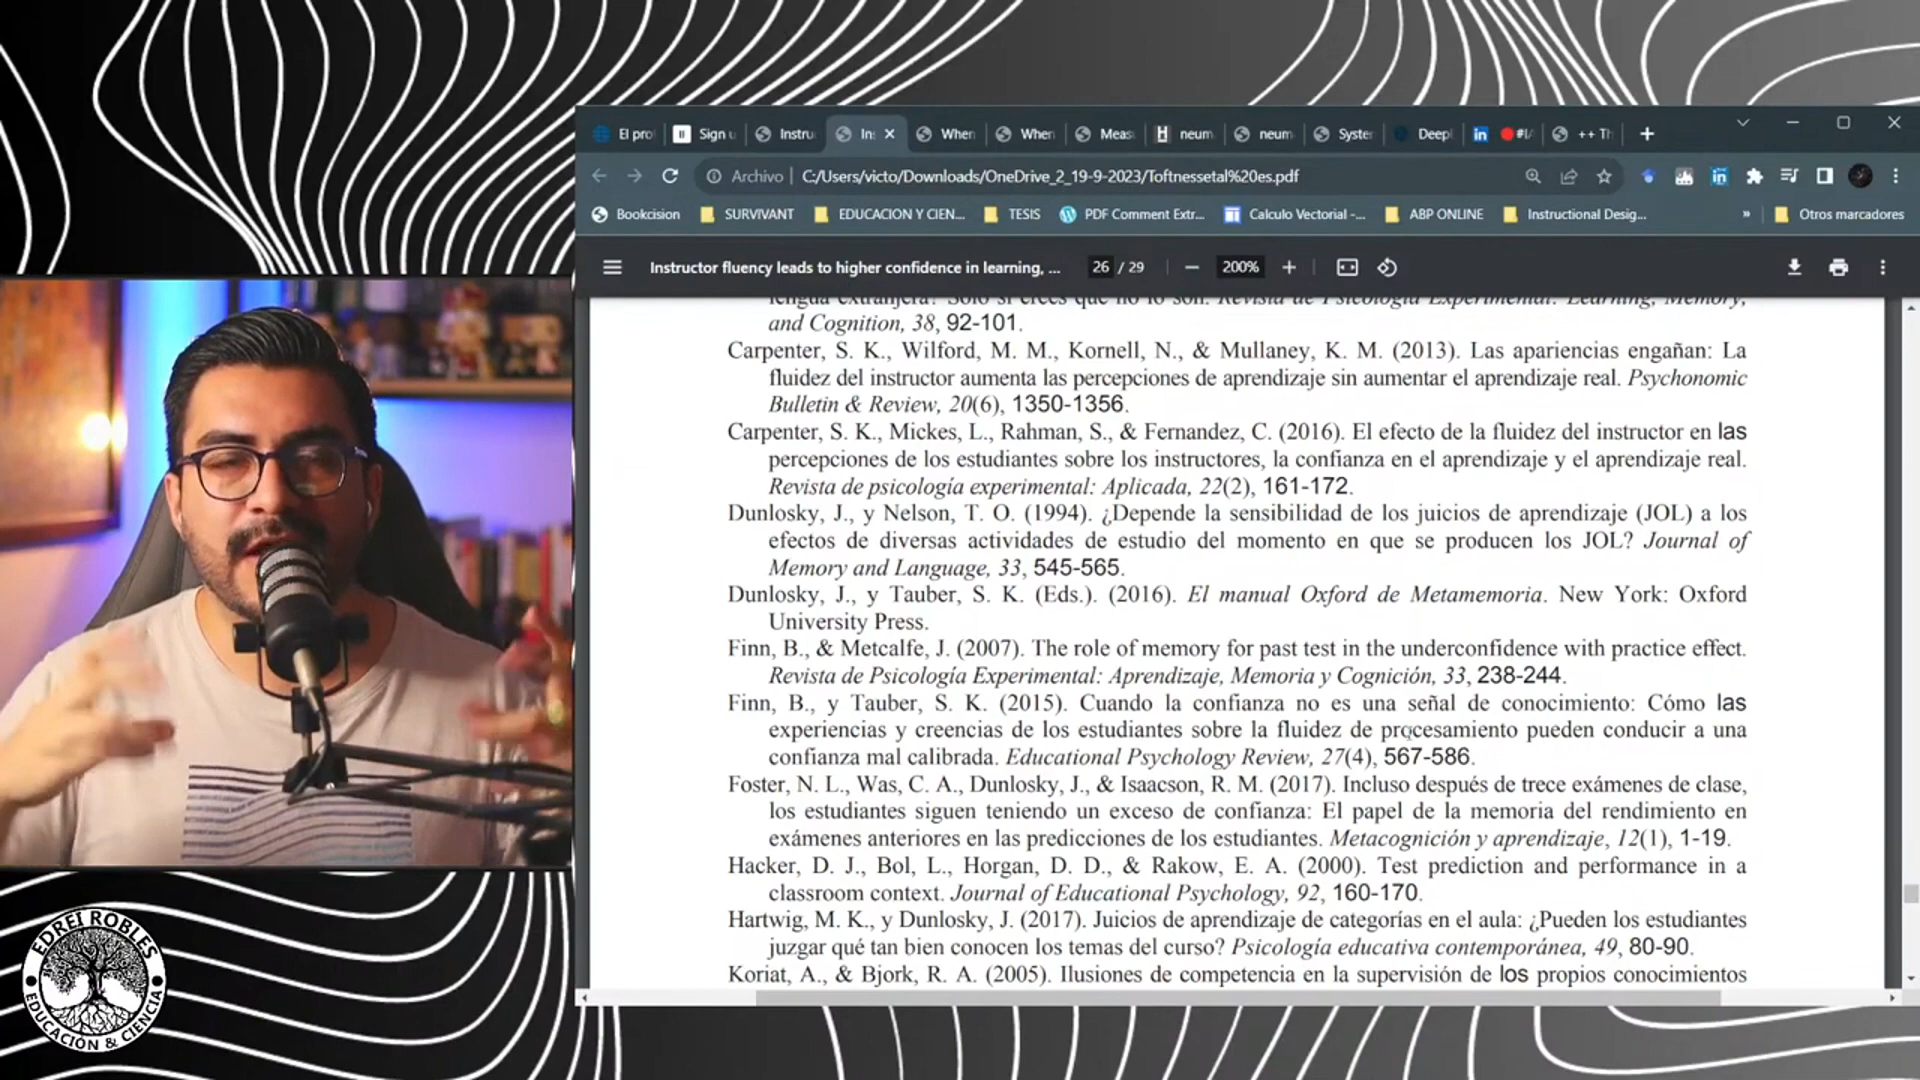 El pro
Sign u
Instru
In:
When
When
Meas
neum
neum
Syster
Deepl
#I/
++ Th
Archivo
C:/Users/victo/Downloads/OneDrive_2_19-9-2023/Toftnessetal%20es.pdf
Bookcision
SURVIVANT
EDUCACION Y CIEN...
TESIS
PDF Comment Extr...
Calculo Vectorial -...
ABP ONLINE
Instructional Desig...
»
Otros marcadores
Instructor fluency leads to higher confidence in learning, ...
26 / 29
200%
lengua extranjera? Sólo si crees que no lo son. Revista de Psicología Experimental: Learning, Memory,
and Cognition, 38, 92-101.
Carpenter, S. K., Wilford, M. M., Kornell, N., & Mullaney, K. M. (2013). Las apariencias engañan: La
fluidez del instructor aumenta las percepciones de aprendizaje sin aumentar el aprendizaje real. Psychonomic
Bulletin & Review, 20(6), 1350-1356.
Carpenter, S. K., Mickes, L., Rahman, S., & Fernandez, C. (2016). El efecto de la fluidez del instructor en las
percepciones de los estudiantes sobre los instructores, la confianza en el aprendizaje y el aprendizaje real.
Revista de psicología experimental: Aplicada, 22(2), 161-172.
Dunlosky, J., y Nelson, T. O. (1994). ¿Depende la sensibilidad de los juicios de aprendizaje (JOL) a los
efectos de diversas actividades de estudio del momento en que se producen los JOL? Journal of
Memory and Language, 33, 545-565.
Dunlosky, J., y Tauber, S. K. (Eds.). (2016). El manual Oxford de Metamemoria. New York: Oxford
University Press.
Finn, B., & Metcalfe, J. (2007). The role of memory for past test in the underconfidence with practice effect.
Revista de Psicología Experimental: Aprendizaje, Memoria y Cognición, 33, 238-244.
Finn, B., y Tauber, S. K. (2015). Cuando la confianza no es una señal de conocimiento: Cómo las
experiencias y creencias de los estudiantes sobre la fluidez de procesamiento pueden conducir a una
confianza mal calibrada. Educational Psychology Review, 27(4), 567-586.
Foster, N. L., Was, C. A., Dunlosky, J., & Isaacson, R. M. (2017). Incluso después de trece exámenes de clase,
los estudiantes siguen teniendo un exceso de confianza: El papel de la memoria del rendimiento en
exámenes anteriores en las predicciones de los estudiantes. Metacognición y aprendizaje, 12(1), 1-19.
Hacker, D. J., Bol, L., Horgan, D. D., & Rakow, E. A. (2000). Test prediction and performance in a
classroom context. Journal of Educational Psychology, 92, 160-170.
Hartwig, M. K., y Dunlosky, J. (2017). Juicios de aprendizaje de categorías en el aula: ¿Pueden los estudiantes
juzgar qué tan bien conocen los temas del curso? Psicología educativa contemporánea, 49, 80-90.
Koriat, A., & Bjork, R. A. (2005). Ilusiones de competencia en la supervisión de los propios conocimientos
EDREI ROBLES
EDUCACIÓN & CIENCIA